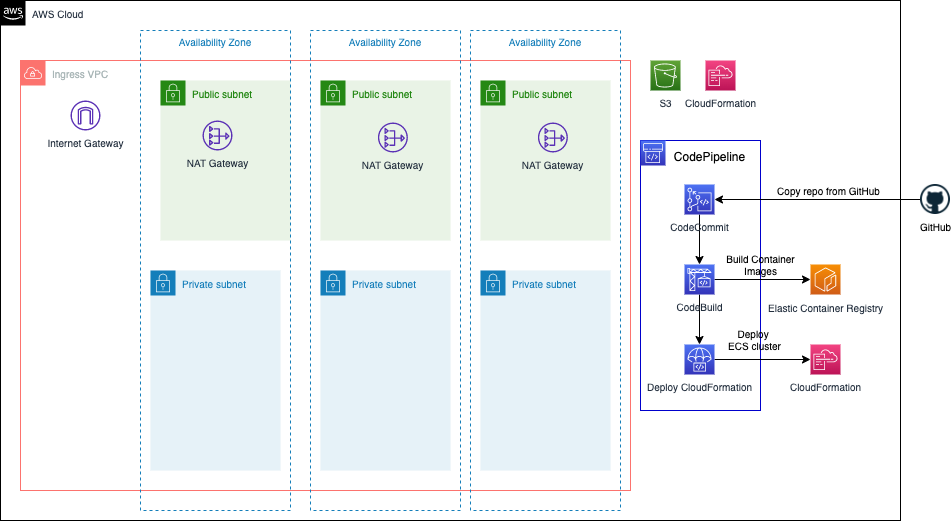 aws
AWS Cloud
Availability Zone
Availability Zone
Availability Zone
Ingress VPC
Internet Gateway
Public subnet
Public subnet
Public subnet
NAT Gateway
NAT Gateway
NAT Gateway
Private subnet
Private subnet
Private subnet
S3
CloudFormation
CodePipeline
CodeCommit
Copy repo from GitHub
GitHub
CodeBuild
Build Container
Images
Elastic Container Registry
Deploy
ECS cluster
Deploy CloudFormation
CloudFormation